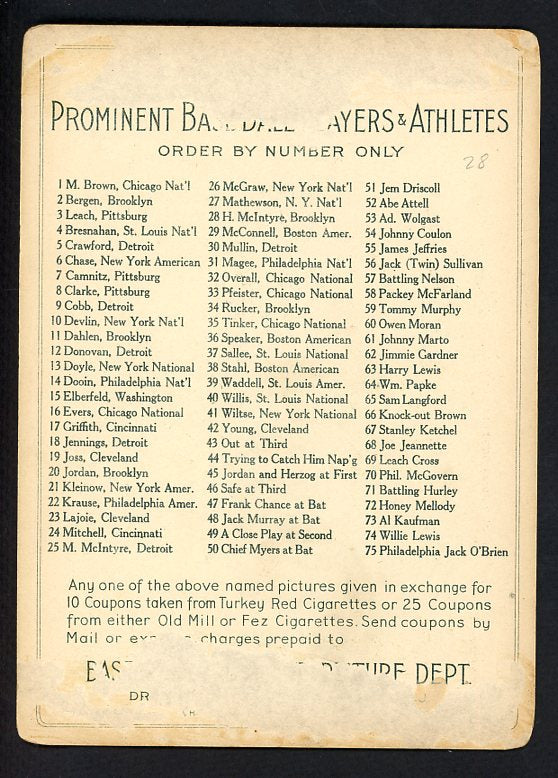 PROMINENT BASEBALL PLAYERS & ATHLETES
ORDER BY NUMBER ONLY
28
1 M. Brown, Chicago Nat'l
2 Bergen, Brooklyn
3 Leach, Pittsburg
4 Bresnahan, St. Louis Nat'l
5 Crawford, Detroit
6 Chase, New York American
7 Camnitz, Pittsburg
8 Clarke, Pittsburg
9 Cobb, Detroit
10 Devlin, New York Nat'l
11 Dahlen, Brooklyn
12 Donovan, Detroit
13 Doyle, New York National
14 Dooin, Philadelphia Nat'l
15 Elberfeld, Washington
16 Evers, Chicago National
17 Griffith, Cincinnati
18 Jennings, Detroit
19 Joss, Cleveland
20 Jordan, Brooklyn
21 Kleinow, New York Amer.
22 Krause, Philadelphia Amer.
23 Lajoie, Cleveland
24 Mitchell, Cincinnati
25 M. McIntyre, Detroit
26 McGraw, New York Nat'l
27 Mathewson, N. Y. Nat'l
28 H. McIntyre, Brooklyn
29 McConnell, Boston Amer.
30 Mullin, Detroit
31 Magee, Philadelphia Nat'l
32 Overall, Chicago National
33 Pfeister, Chicago National
34 Rucker, Brooklyn
35 Tinker, Chicago National
36 Speaker, Boston American
37 Sallee, St. Louis National
38 Stahl, Boston American
39 Waddell, St. Louis Amer.
40 Willis, St. Louis National
41 Wiltse, New York National
42 Young, Cleveland
43 Out at Third
44 Trying to Catch Him Nap'g
45 Jordan and Herzog at First
46 Safe at Third
47 Frank Chance at Bat
48 Jack Murray at Bat
49 A Close Play at Second
50 Chief Myers at Bat
51 Jem Driscoll
52 Abe Attell
53 Ad. Wolgast
54 Johnny Coulon
55 James Jeffries
56 Jack (Twin) Sullivan
57 Battling Nelson
58 Packey McFarland
59 Tommy Murphy
60 Owen Moran
61 Johnny Marto
62 Jimmie Gardner
63 Harry Lewis
64 Wm. Papke
65 Sam Langford
66 Knock-out Brown
67 Stanley Ketchel
68 Joe Jeannette
69 Leach Cross
70 Phil. McGovern
71 Battling Hurley
72 Honey Mellody
73 Al Kaufman
74 Willie Lewis
75 Philadelphia Jack O'Brien
Any one of the above named pictures given in exchange for
10 Coupons taken from Turkey Red Cigarettes or 25 Coupons
from either Old Mill or Fez Cigarettes. Send coupons by
Mail or charges prepaid to
DEPT.
DR